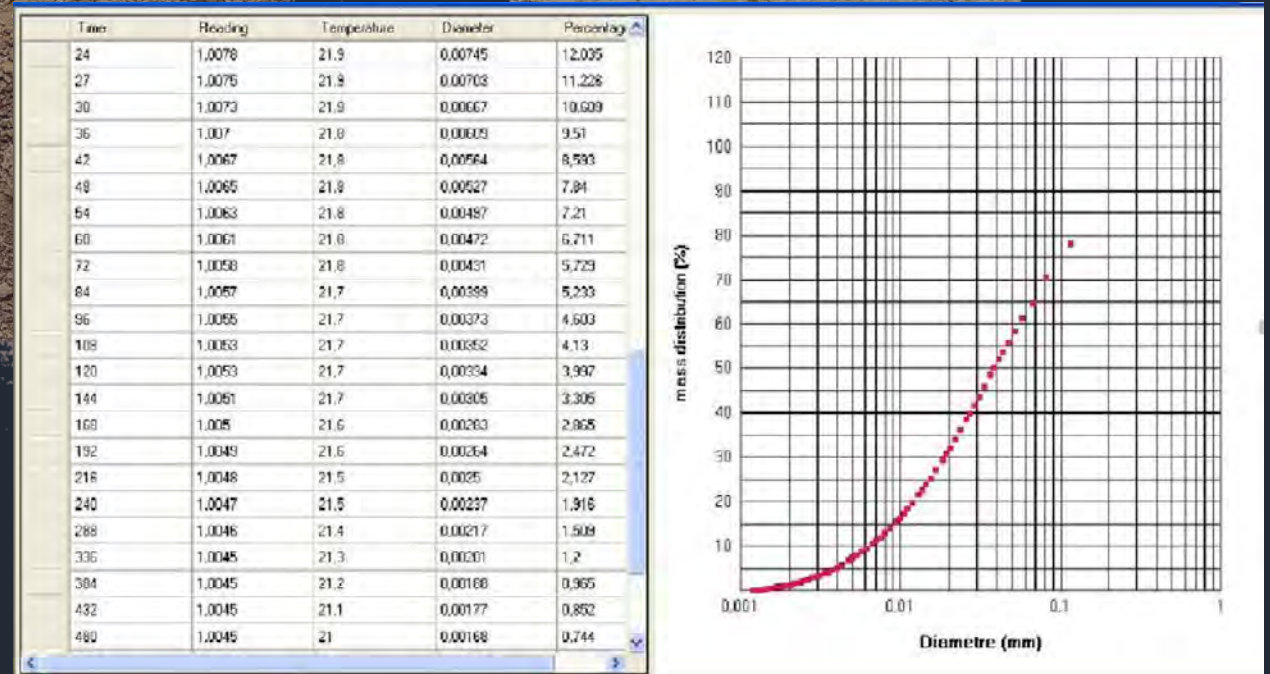 Time Reading Temperature Diameter Percentag
24 1,0078 21.9 0,00745 12.035
27 1,0075 21.9 0,00703 11.226
30 1,0073 21.9 0,00667 10,609
36 1.007 21.8 0,00609 9.51
42 1,0067 21,8 0,00564 8,593
48 1,0065 21.8 0,00527 7.84
54 1,0063 21.8 0,00497 7.21
60 1,0061 21.8 0,00472 6,711
72 1,0058 21,8 0,00431 5,729
84 1,0057 21,7 0,00399 5,233
96 1,0055 21.7 0,00373 4,603
108 1,0053 21,7 0,00352 4,13
120 1,0053 21,7 0,00334 3,997
144 1,0051 21.7 0,00305 3,305
168 1.005 21.6 0,00283 2,865
192 1,0049 21.6 0,00264 2,472
216 1,0048 21.5 0,0025 2,127
240 1,0047 21.5 0,00237 1,916
288 1,0046 21.4 0,00217 1,509
336 1,0045 21,3 0,00201 1,2
384 1,0045 21.2 0,00188 0,965
432 1,0045 21.1 0,00177 0,852
480 1,0045 21 0,00168 0,744
120
110
100
90
80
70
60
50
40
30
20
10
mass distribution (%)
0,001 0.01 0.1 1
Diametre (mm)